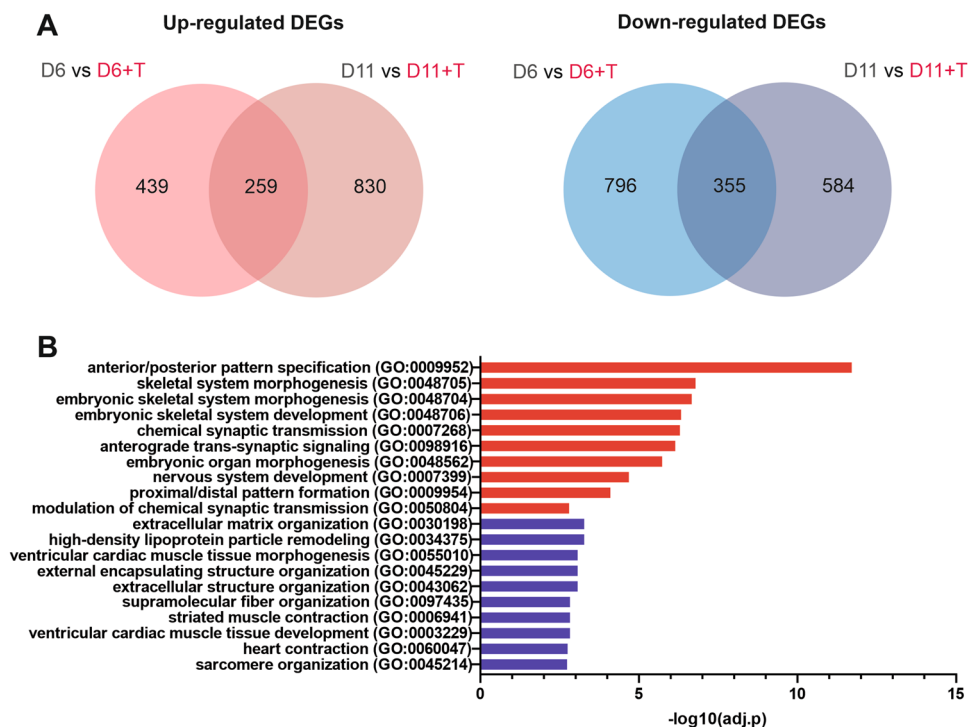 A
Up-regulated DEGs
Down-regulated DEGs
D6 vs D6+T
D11 vs D11+T
D6 vs D6+T
D11 vs D11+T
439
259
830
796
355
584
B
anterior/posterior pattern specification (GO:0009952)
skeletal system morphogenesis (GO:0048705)
embryonic skeletal system morphogenesis (GO:0048704)
embryonic skeletal system development (GO:0048706)
chemical synaptic transmission (GO:0007268)
anterograde trans-synaptic signaling (GO:0098916)
embryonic organ morphogenesis (GO:0048562)
nervous system development (GO:0007399)
proximal/distal pattern formation (GO:0009954)
modulation of chemical synaptic transmission (GO:0050804)
extracellular matrix organization (GO:0030198)
high-density lipoprotein particle remodeling (GO:0034375)
ventricular cardiac muscle tissue morphogenesis (GO:0055010)
external encapsulating structure organization (GO:0045229)
extracellular structure organization (GO:0043062)
supramolecular fiber organization (GO:0097435)
striated muscle contraction (GO:0006941)
ventricular cardiac muscle tissue development (GO:0003229)
heart contraction (GO:0060047)
sarcomere organization (GO:0045214)
0
5
10
15
-log10(adj.p)